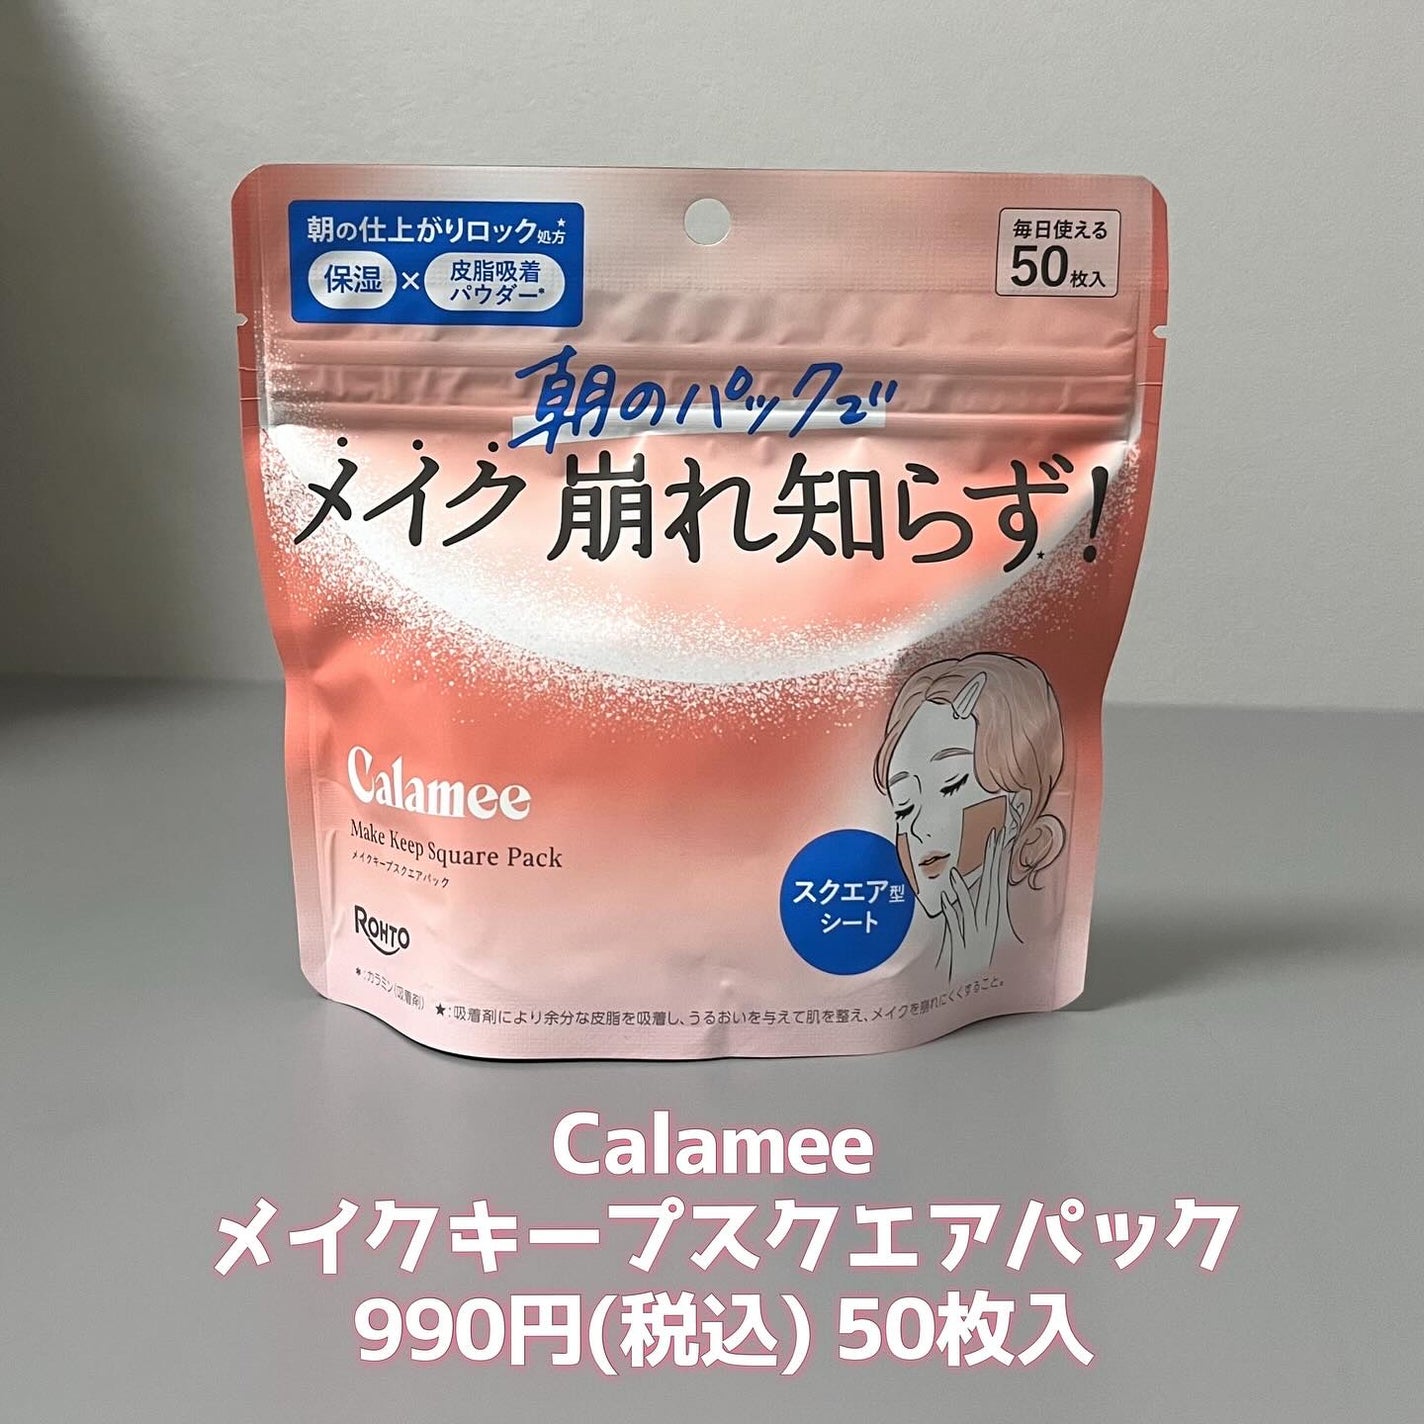 朝の仕上がりロック処方★
保湿 × 皮脂吸着
パウダー*
毎日使える
50枚入
朝のパックで
メイク崩れ知らず！★
Calamee
Make Keep Square Pack
メイクキープスクエアパック
ROHTO
スクエア型
シート
*：カラミン（吸着剤） ★：吸着剤により余分な皮脂を吸着し、うるおいを与えて肌を整え、メイクを崩れにくくすること。
Calamee
メイクキープスクエアパック
990円(税込) 50枚入